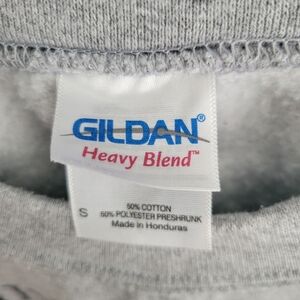 GILDAN®
Heavy Blend™
50% COTTON
S
50% POLYESTER PRESHRUNK
Made in Honduras